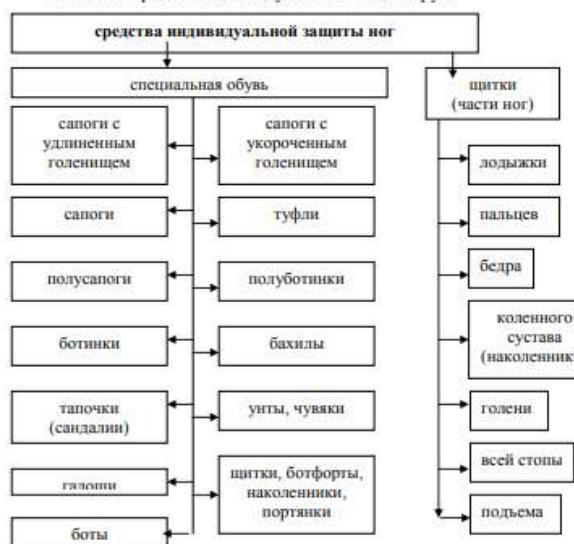 средства индивидуальной защиты ног
специальная обувь
щитки
(части ног)
сапоги с
удлиненным
голенищем
сапоги с
укороченным
голенищем
лодыжки
сапоги
туфли
пальцев
бедра
полусапоги
полуботинки
коленного
сустава
(наколенник
ботинки
бахилы
тапочки
(сандалии)
унты, чувяки
голени
всей стопы
галоши
щитки, ботфорты,
наколенники,
портянки
подъема
боты